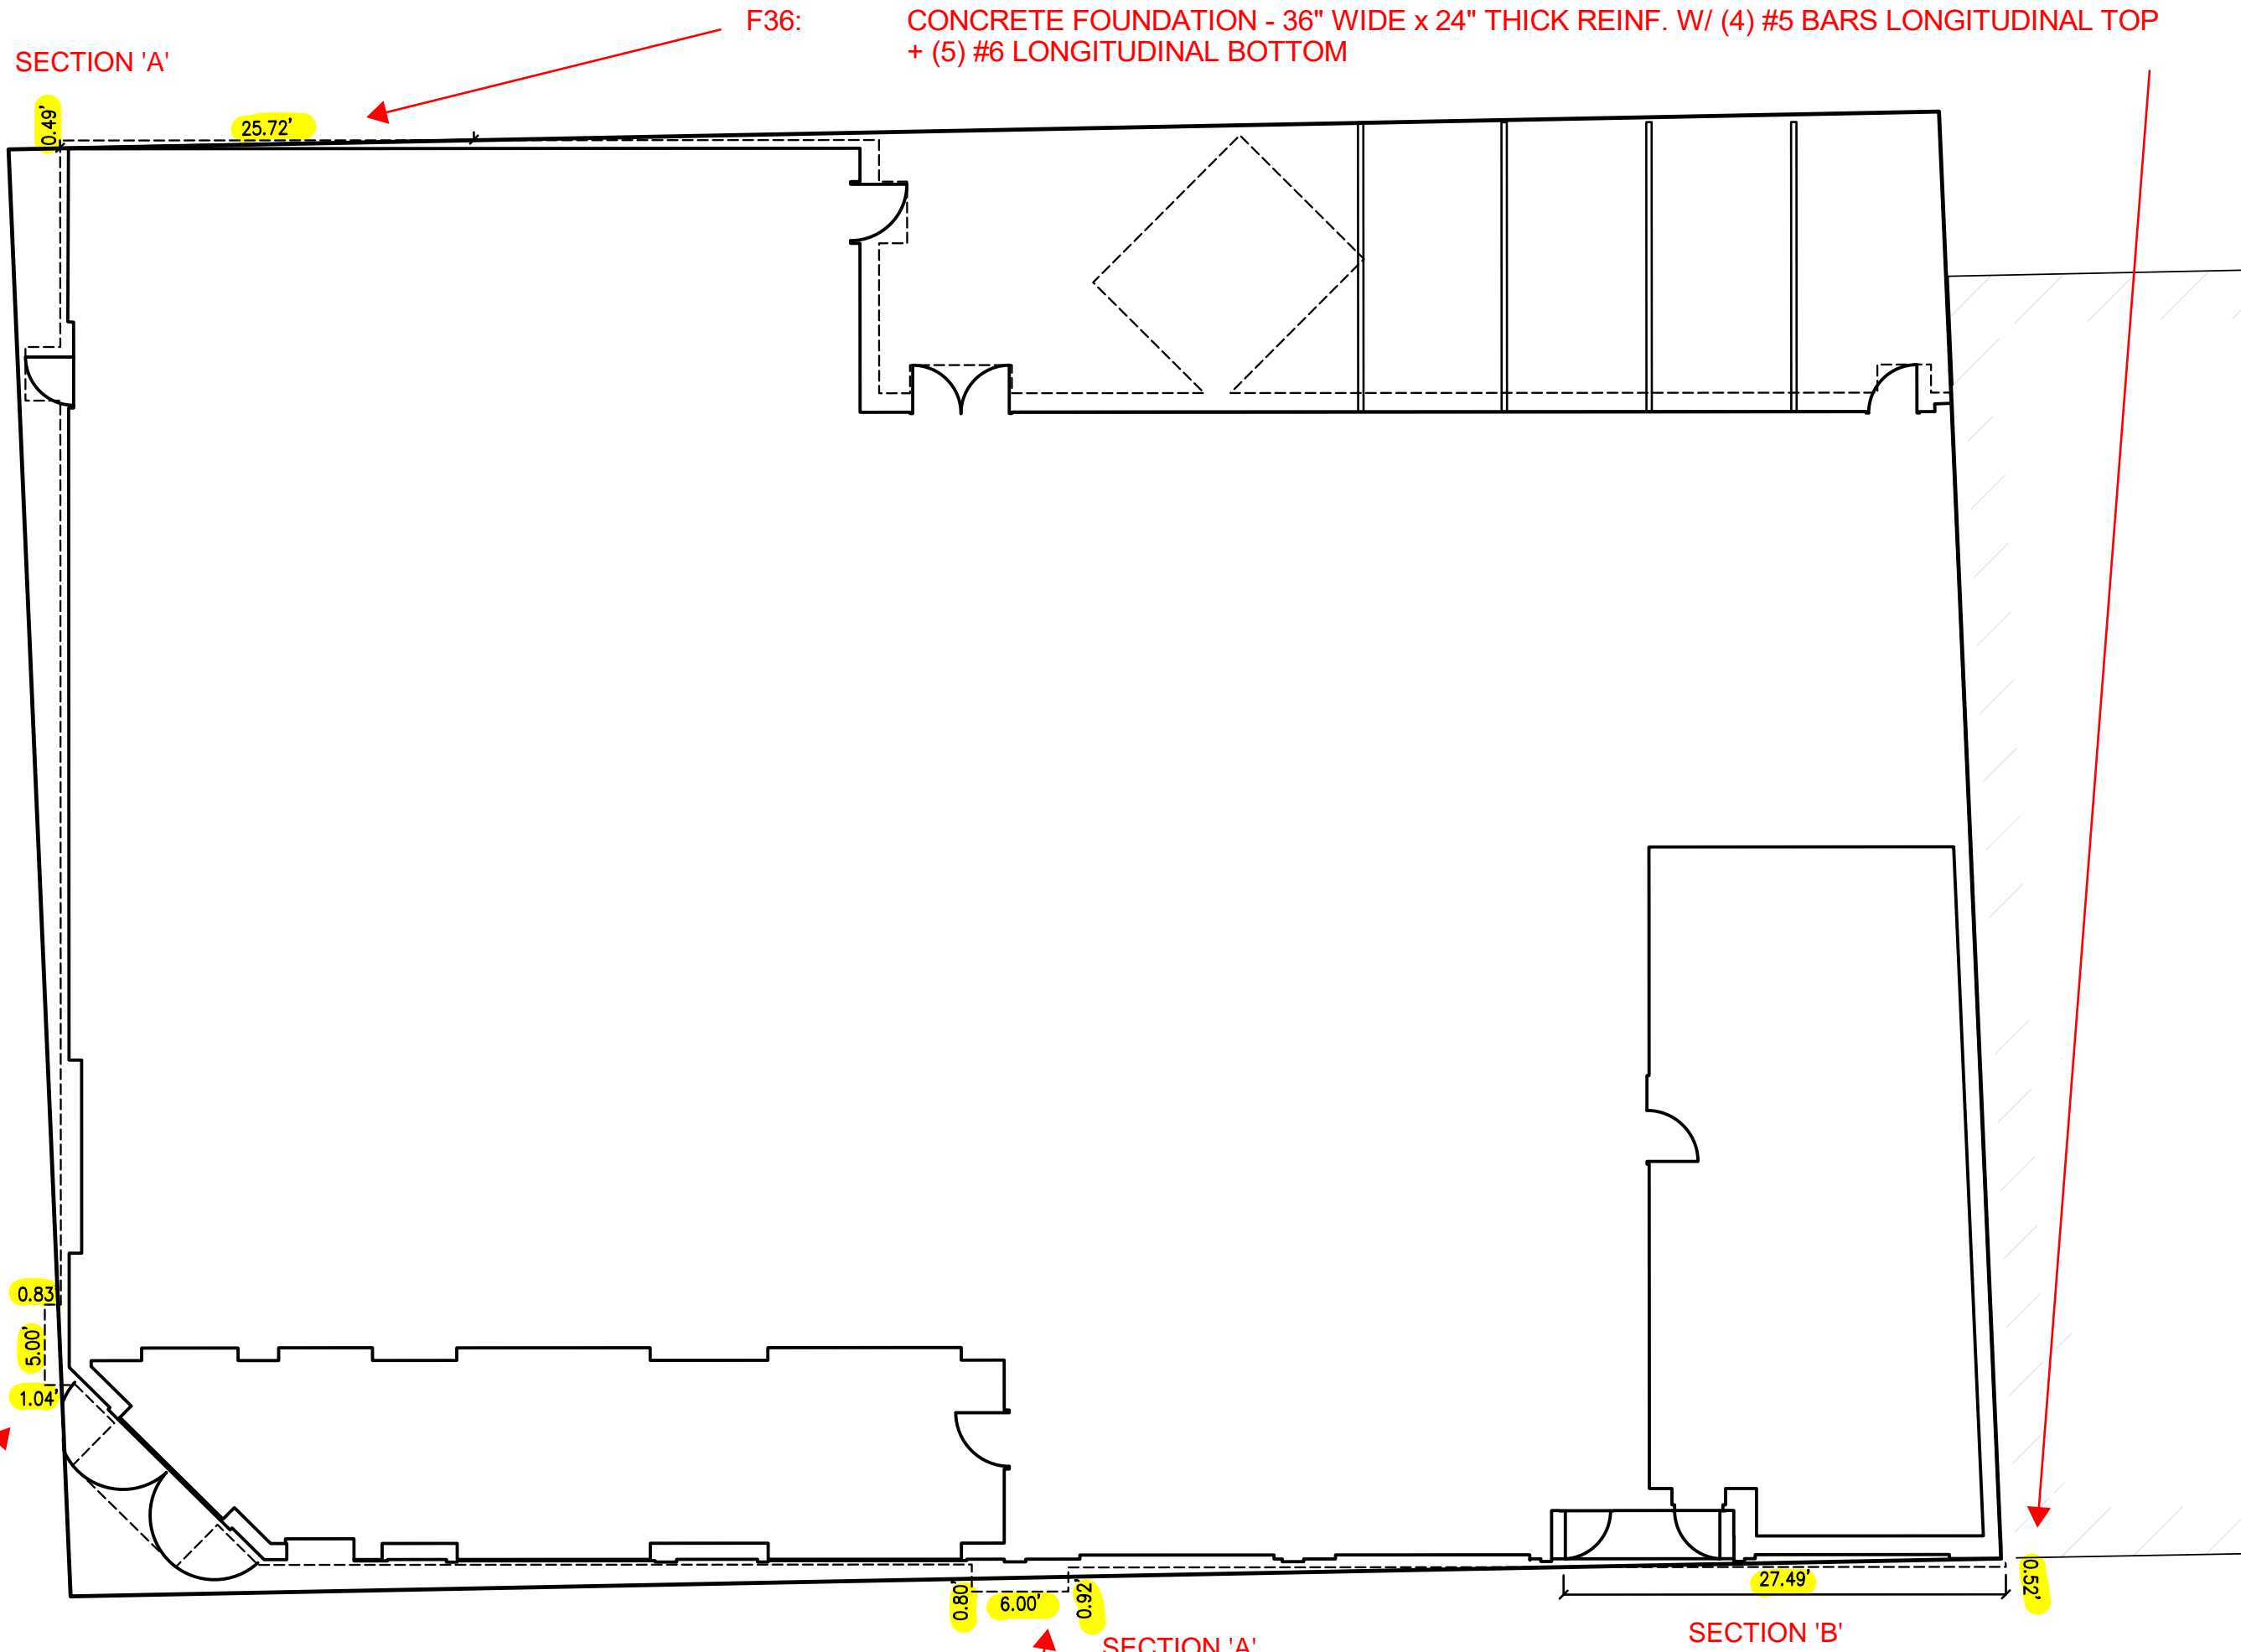 F36: CONCRETE FOUNDATION - 36" WIDE x 24" THICK REINF. W/ (4) #5 BARS LONGITUDINAL TOP
+ (5) #6 LONGITUDINAL BOTTOM
SECTION 'A'
0.49'
25.72'
0.83
5.00'
1.04'
0.80'
6.00'
0.92'
27.49'
0.52'
SECTION 'B'
SECTION 'A'